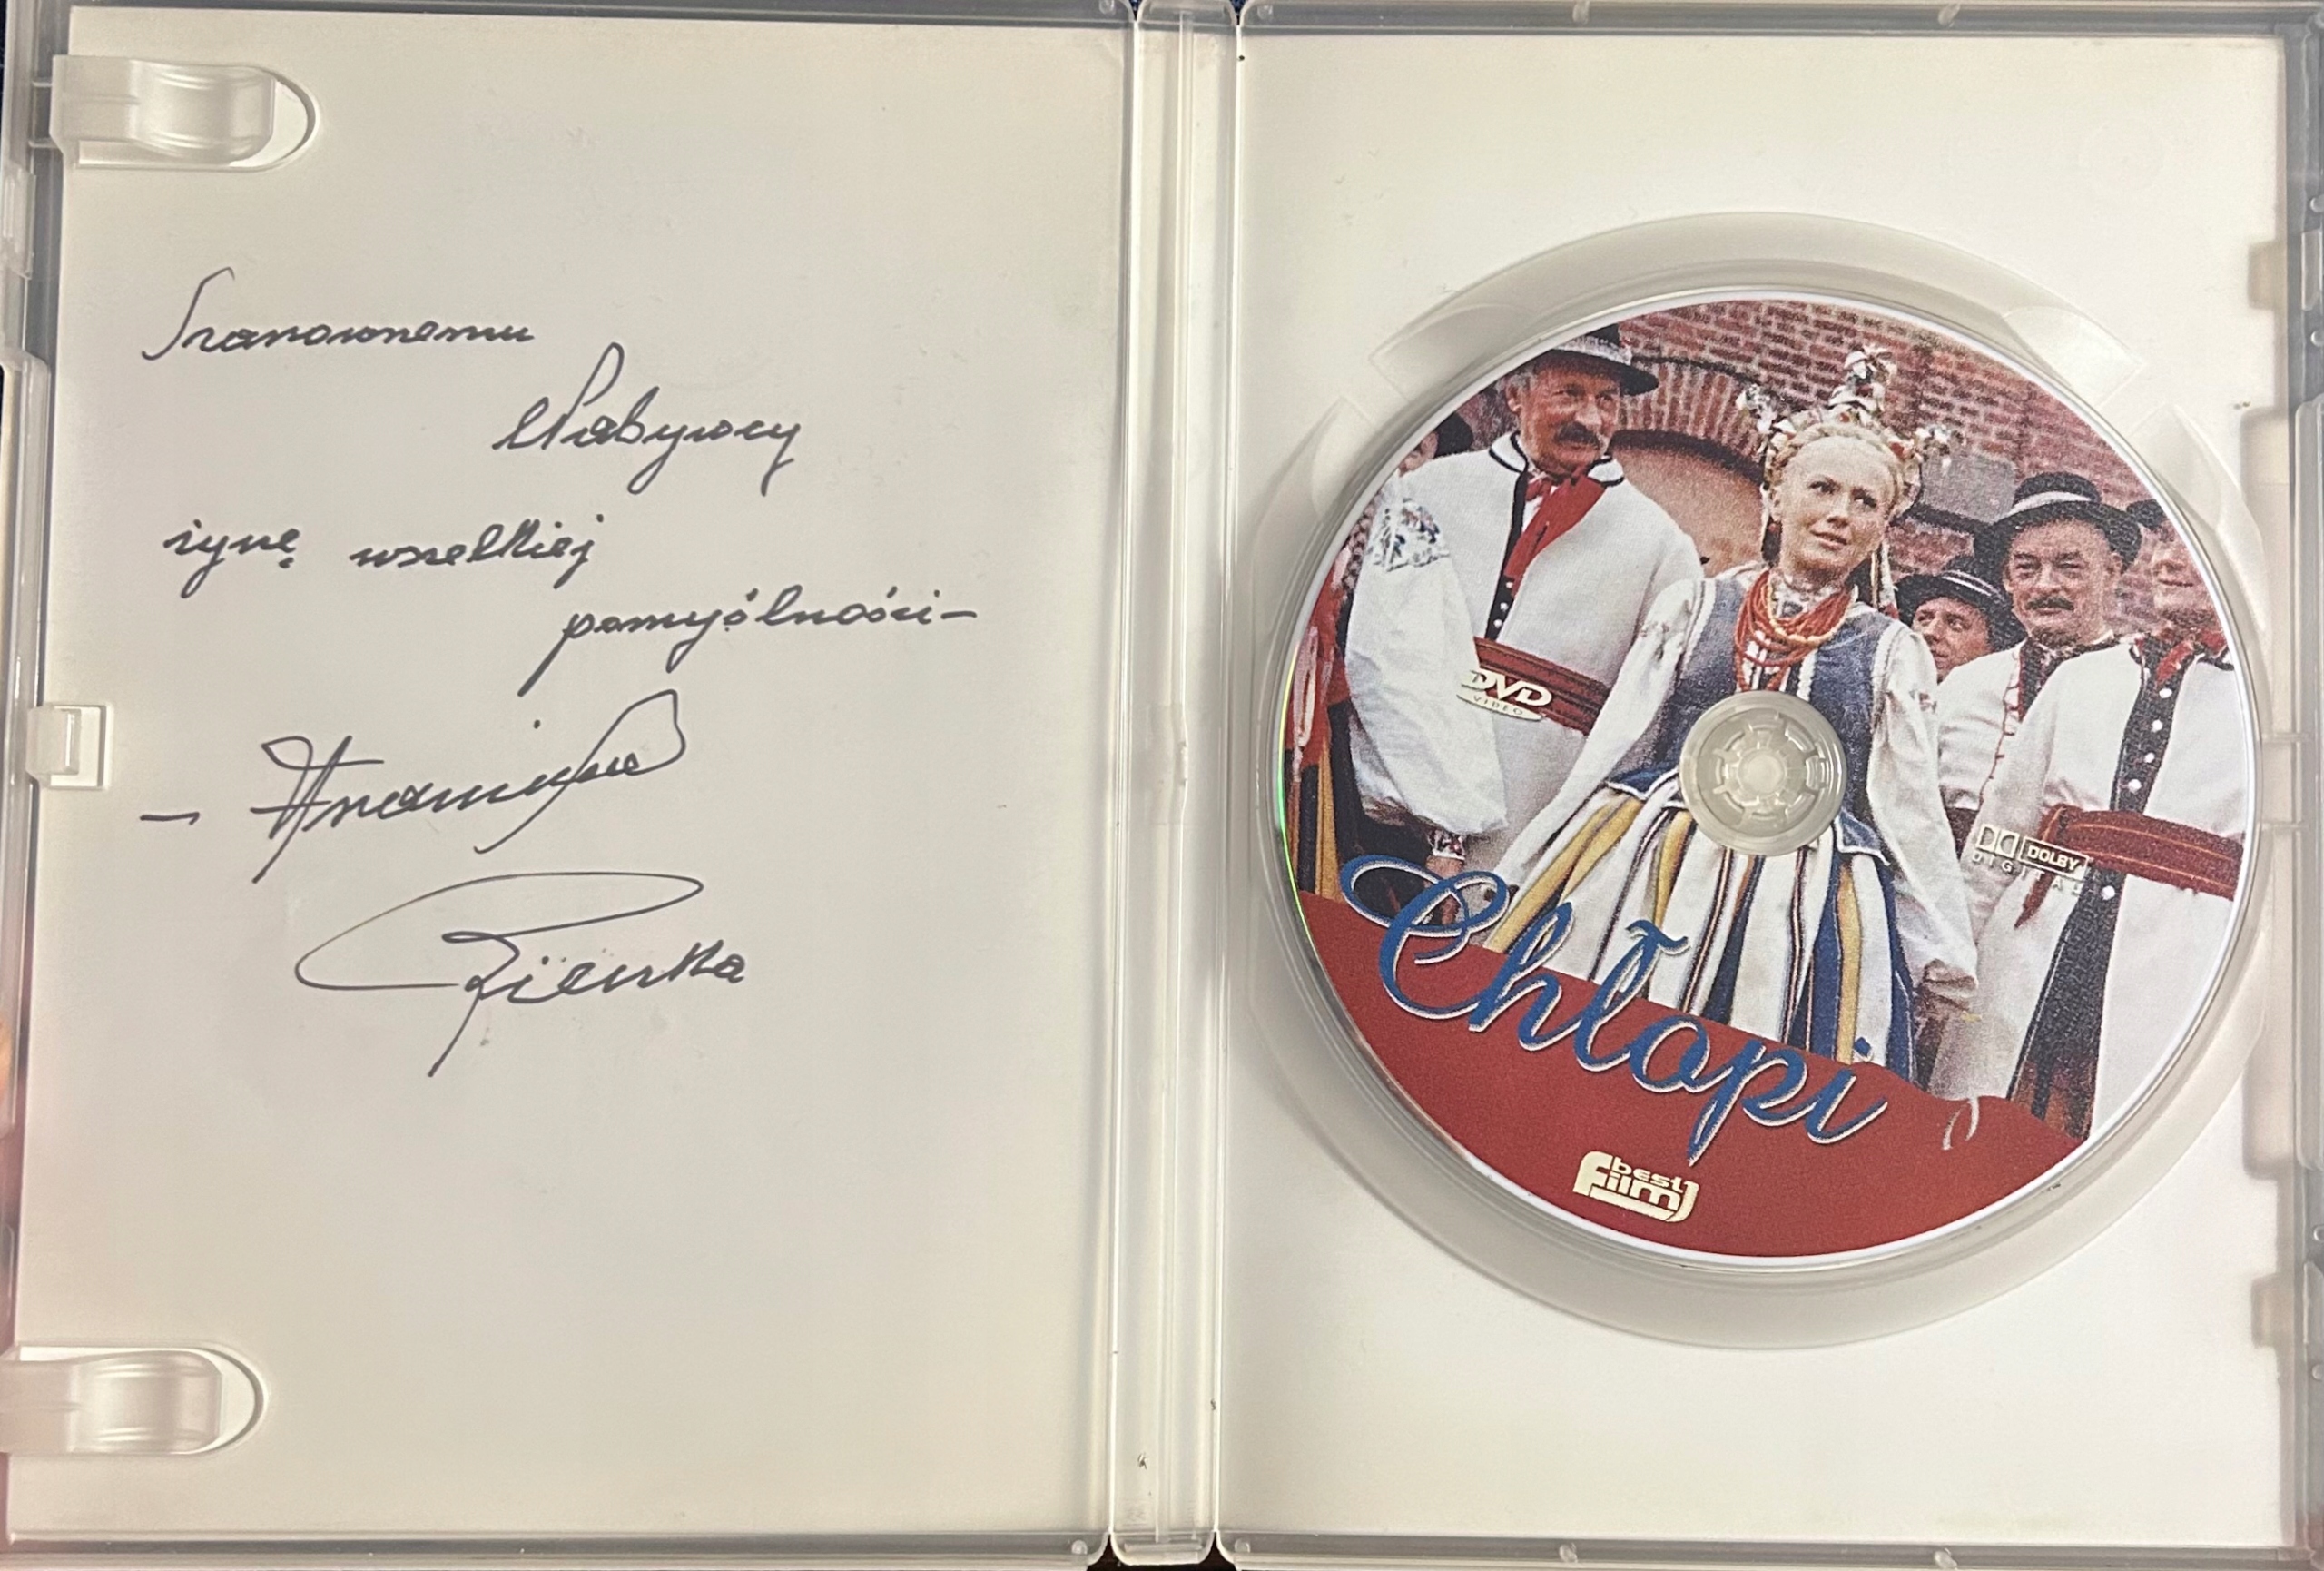 Szanownemu
Nabywcy
życzę wszelkiej
pomyślności-
- Franciszek
Pieczka
DVD
VIDEO
DOLBY
DIGITAL
Chłopi
best
film